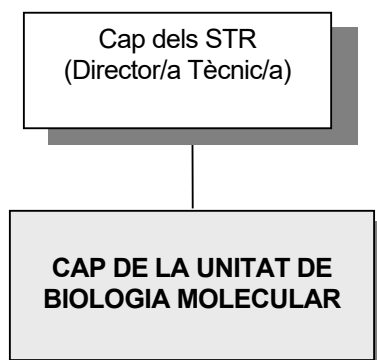 Cap dels STR
(Director/a Tècnic/a)
CAP DE LA UNITAT DE
BIOLOGIA MOLECULAR